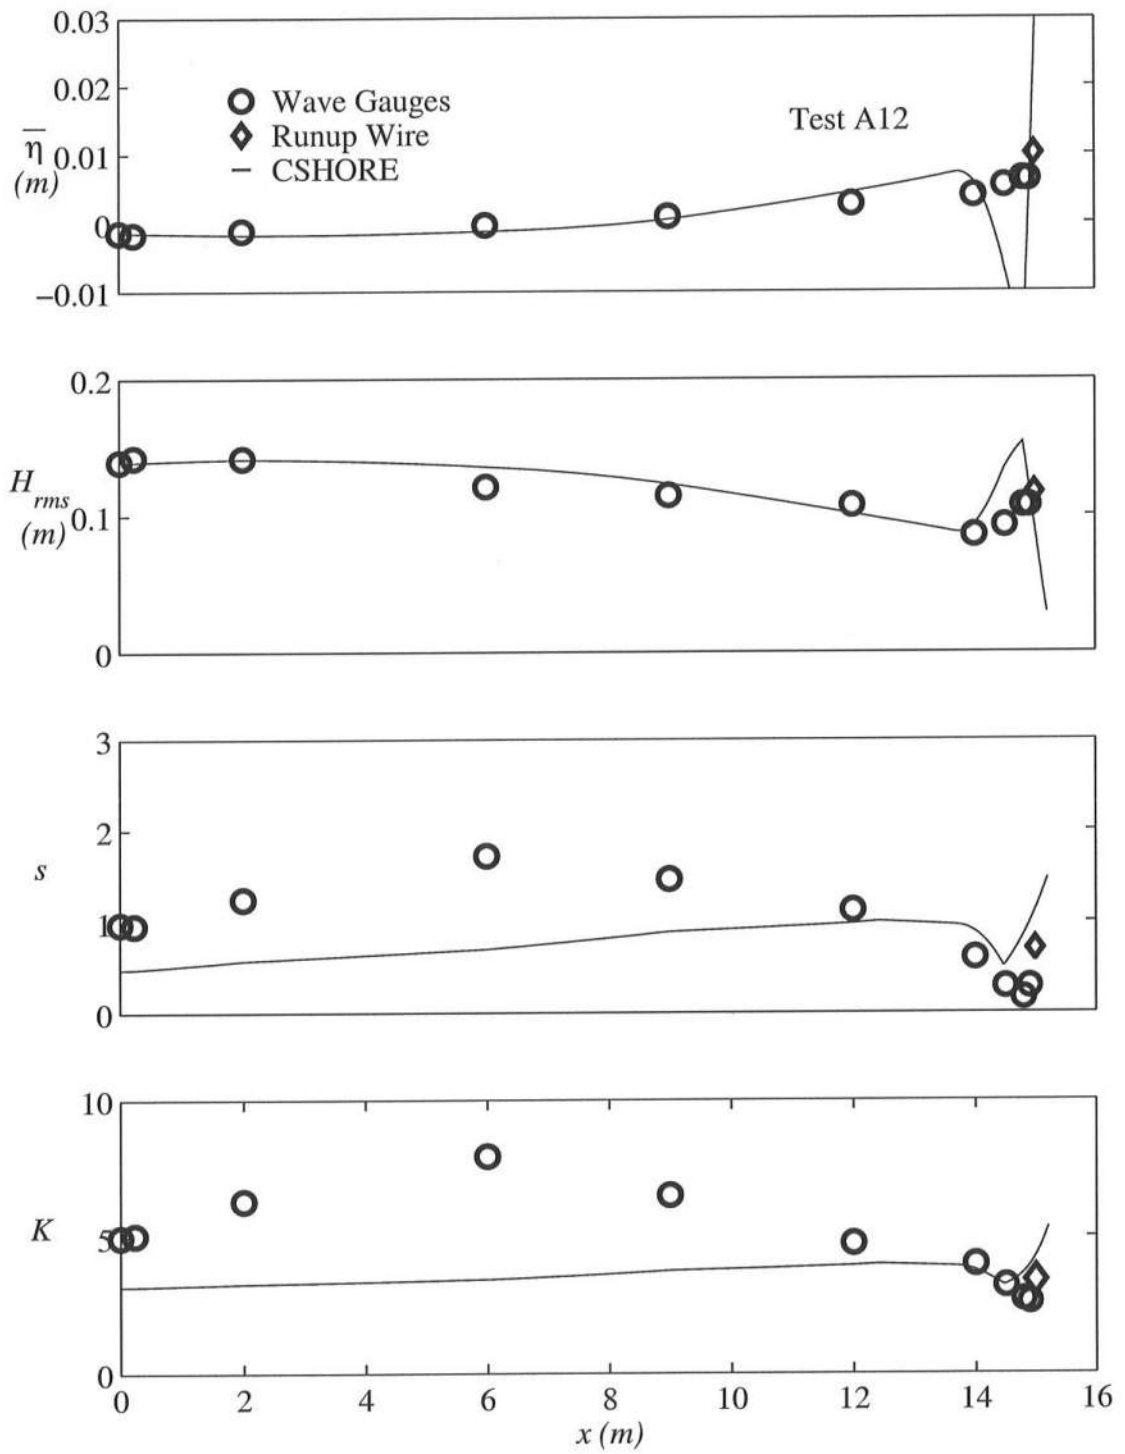 0.03
0.02
η̅ 0.01
(m)
0
−0.01
Wave Gauges
Runup Wire
CSHORE
Test A12
0.2
H_rms
(m) 0.1
0
3
2
s
1
0
10
K 5
0
0 2 4 6 8 10 12 14 16
x (m)